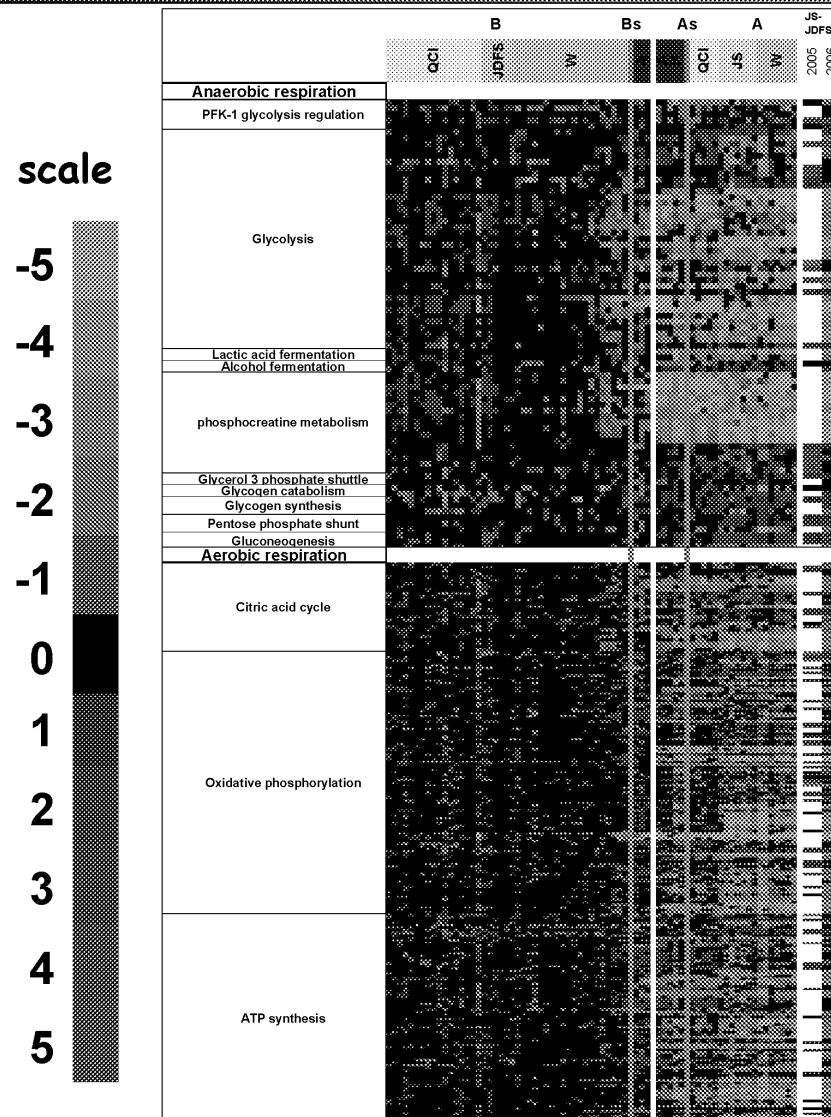 B Bs As A JS-
JDFS
QCI JDFS W QCI JS W 2005 2006
Anaerobic respiration
PFK-1 glycolysis regulation
scale
Glycolysis
-5
-4
Lactic acid fermentation
Alcohol fermentation
-3
phosphocreatine metabolism
Glycerol 3 phosphate shuttle
-2
Glycogen catabolism
Glycogen synthesis
Pentose phosphate shunt
Gluconeogenesis
Aerobic respiration
-1
Citric acid cycle
0
1
Oxidative phosphorylation
2
3
4
ATP synthesis
5